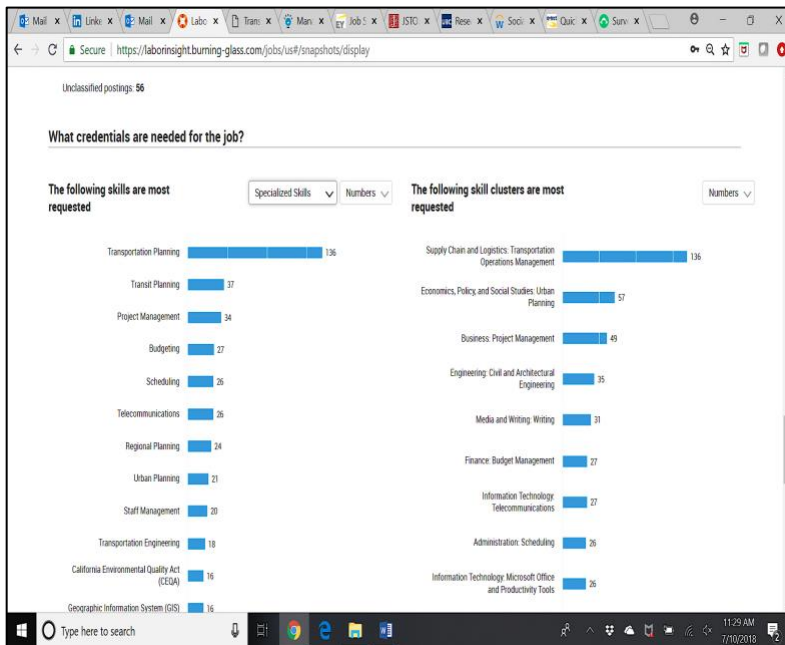 Mail
Linke
Mail
Labo
Trans
Man
Job S
JSTO
Rese
Socia
Quic
Surv
Secure | https://laborinsight.burning-glass.com/jobs/us#/snapshots/display
Unclassified postings: 56
What credentials are needed for the job?
The following skills are most
requested
Specialized Skills
Numbers
Transportation Planning 136
Transit Planning 37
Project Management 34
Budgeting 27
Scheduling 26
Telecommunications 26
Regional Planning 24
Urban Planning 21
Staff Management 20
Transportation Engineering 18
California Environmental Quality Act
(CEQA) 16
Geographic Information System (GIS) 16
The following skill clusters are most
requested
Numbers
Supply Chain and Logistics: Transportation
Operations Management 136
Economics, Policy, and Social Studies: Urban
Planning 57
Business: Project Management 49
Engineering: Civil and Architectural
Engineering 35
Media and Writing: Writing 31
Finance: Budget Management 27
Information Technology:
Telecommunications 27
Administration: Scheduling 26
Information Technology: Microsoft Office
and Productivity Tools 26
Type here to search
11:29 AM
7/10/2018